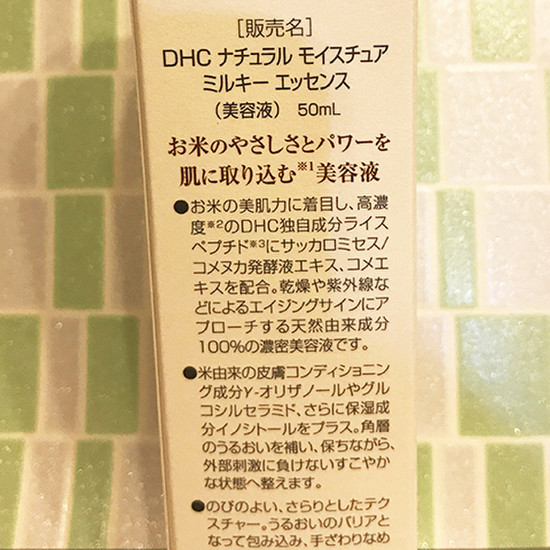 [販売名]
DHC ナチュラル モイスチュア
ミルキー エッセンス
(美容液) 50mL
お米のやさしさとパワーを
肌に取り込む※1美容液
●お米の美肌力に着目し、高濃
度※2のDHC独自成分ライス
ペプチド※3にサッカロミセス/
コメヌカ発酵液エキス、コメエ
キスを配合。乾燥や紫外線な
どによるエイジングサインにア
プローチする天然由来成分
100%の濃密美容液です。
●米由来の皮膚コンディショニン
グ成分γ-オリザノールやグル
コシルセラミド、さらに保湿成
分イノシトールをプラス。角層
のうるおいを補い、保ちながら、
外部刺激に負けないすこやか
な状態へ整えます。
●のびのよい、さらりとしたテク
スチャー。うるおいのバリアと
なって包み込み、手ざわりなめ